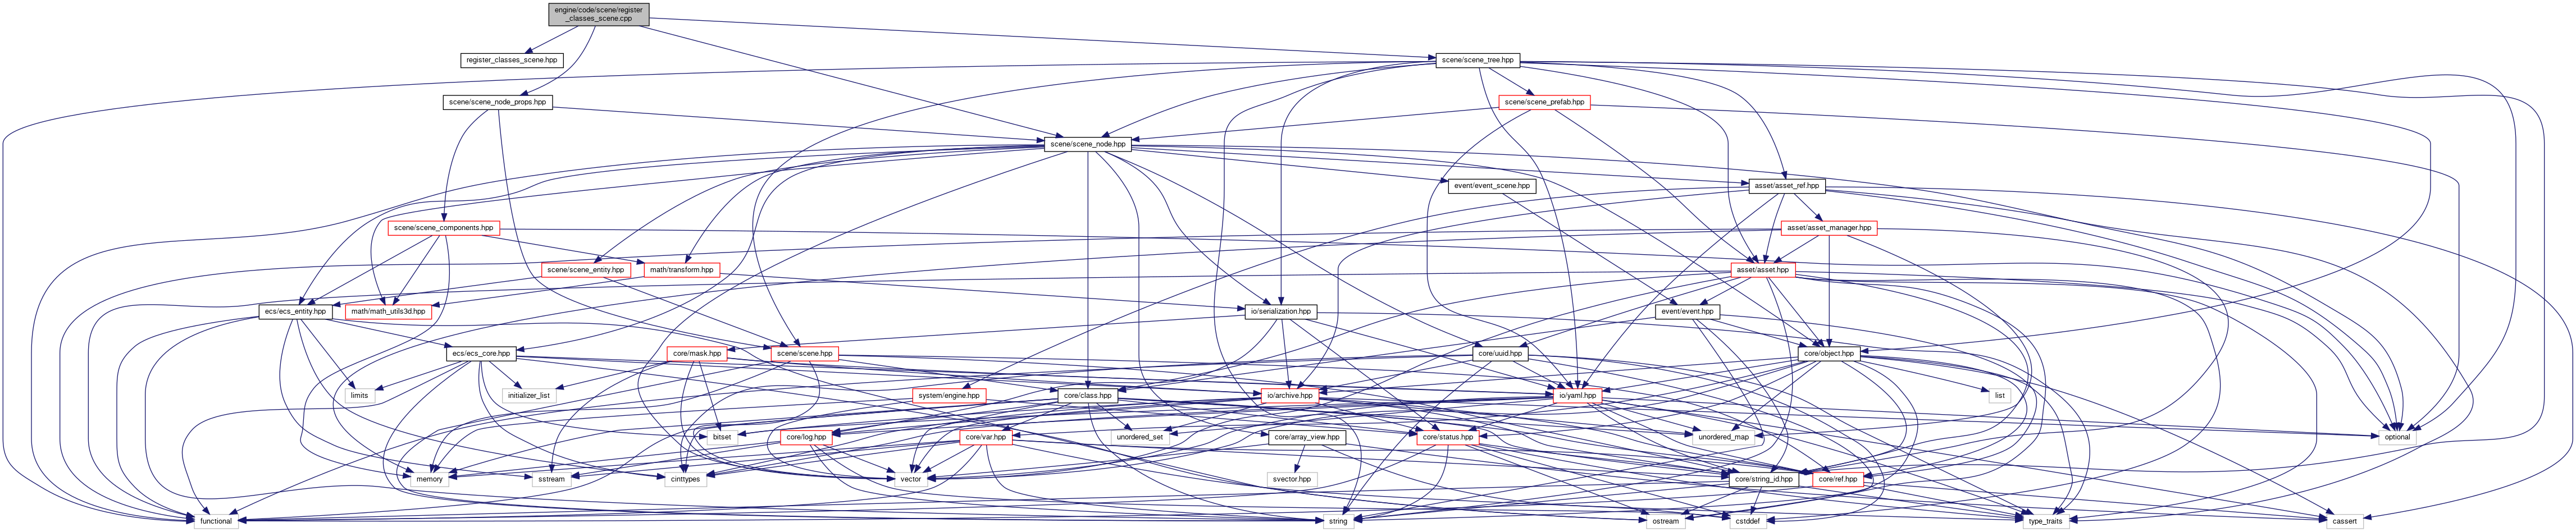 engine/code/scene/register
_classes_scene.cpp
register_classes_scene.hpp
scene/scene_tree.hpp
scene/scene_node_props.hpp
scene/scene_prefab.hpp
scene/scene_node.hpp
event/event_scene.hpp
asset/asset_ref.hpp
scene/scene_components.hpp
asset/asset_manager.hpp
scene/scene_entity.hpp
math/transform.hpp
asset/asset.hpp
ecs/ecs_entity.hpp
math/math_utils3d.hpp
io/serialization.hpp
event/event.hpp
ecs/ecs_core.hpp
core/mask.hpp
scene/scene.hpp
core/uuid.hpp
core/object.hpp
limits
initializer_list
system/engine.hpp
core/class.hpp
io/archive.hpp
io/yaml.hpp
list
bitset
core/log.hpp
unordered_set
core/var.hpp
core/array_view.hpp
core/status.hpp
unordered_map
optional
memory
sstream
cinttypes
vector
svector.hpp
core/string_id.hpp
core/ref.hpp
functional
string
ostream
cstddef
type_traits
cassert